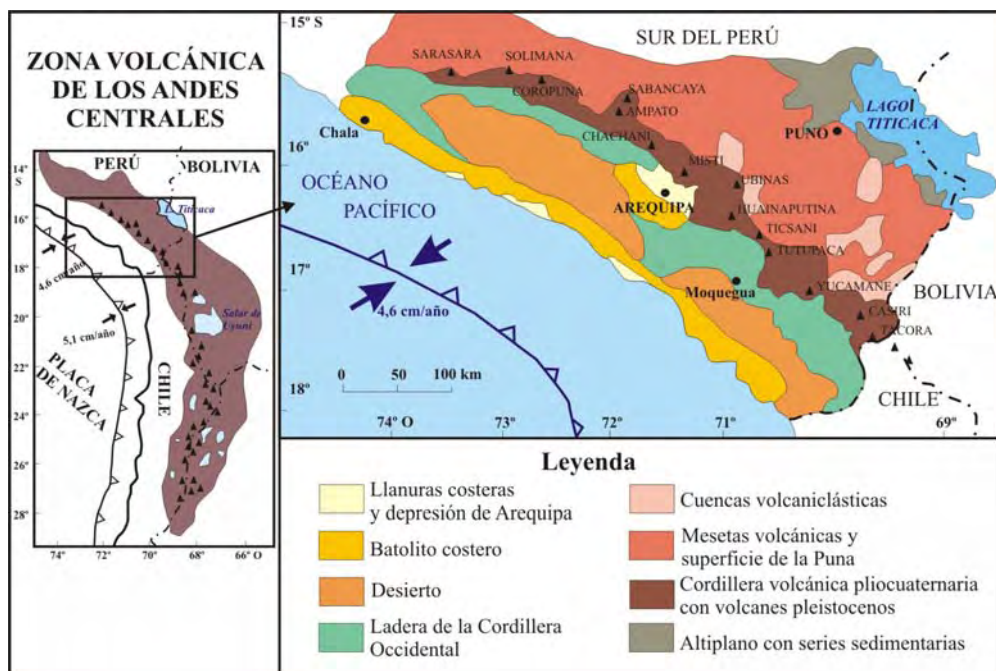 ZONA VOLCÁNICA
DE LOS ANDES
CENTRALES
PERÚ
BOLIVIA
14°
S
16°
18°
20°
22°
24°
26°
28°
74°
72°
70°
68°
66° O
L. Titicaca
Salar de
Uyuni
4,6 cm/año
5,1 cm/año
PLACA
DE NAZCA
CHILE
15° S
SUR DEL PERÚ
SARASARA
SOLIMANA
COROPUNA
SABANCAYA
AMPATO
LAGO
TITICACA
Chala
CHACHANI
PUNO
16°
MISTI
OCÉANO
PACÍFICO
UBINAS
AREQUIPA
HUAINAPUTINA
TICSANI
TUTUPACA
17°
Moquegua
YUCAMANE
BOLIVIA
4,6 cm/año
CASIRI
TACORA
0 50 100 km
18°
CHILE
74° O
73°
72°
71°
69°
Leyenda
Llanuras costeras
y depresión de Arequipa
Batolito costero
Desierto
Ladera de la Cordillera
Occidental
Cuencas volcaniclásticas
Mesetas volcánicas y
superficie de la Puna
Cordillera volcánica pliocuaternaria
con volcanes pleistocenos
Altiplano con series sedimentarias